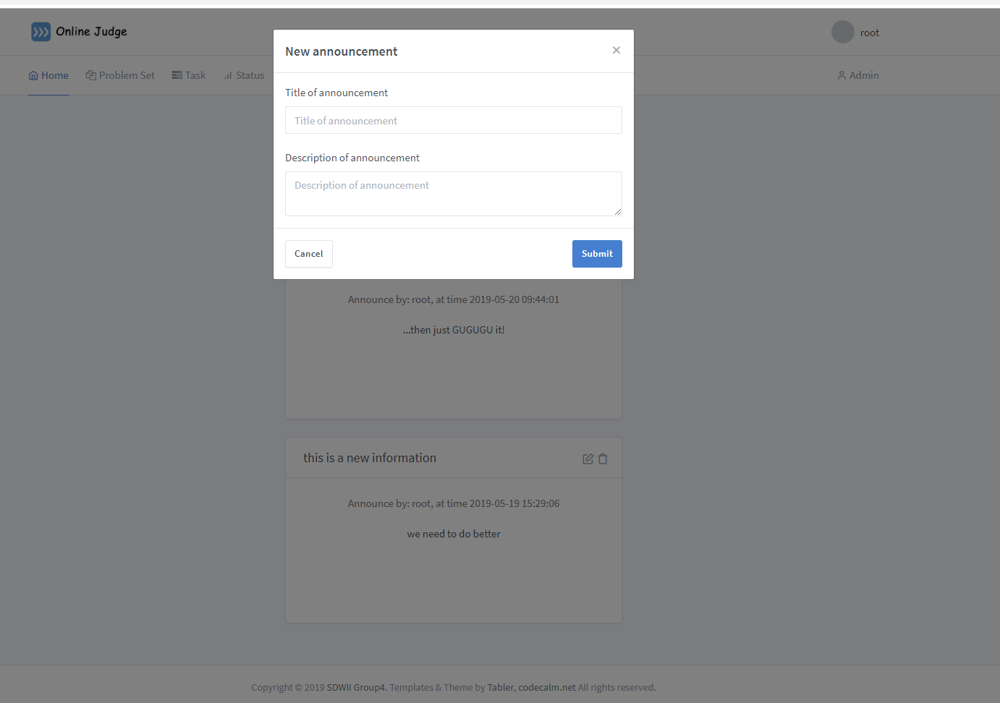 Online Judge
root
Home Problem Set Task Status Admin
New announcement
×
Title of announcement
Title of announcement
Description of announcement
Description of announcement
Cancel Submit
Announce by: root, at time 2019-05-20 09:44:01
...then just GUGUGU it!
this is a new information
Announce by: root, at time 2019-05-19 15:29:06
we need to do better
Copyright © 2019 SDWII Group4. Templates & Theme by Tabler, codecalm.net All rights reserved.